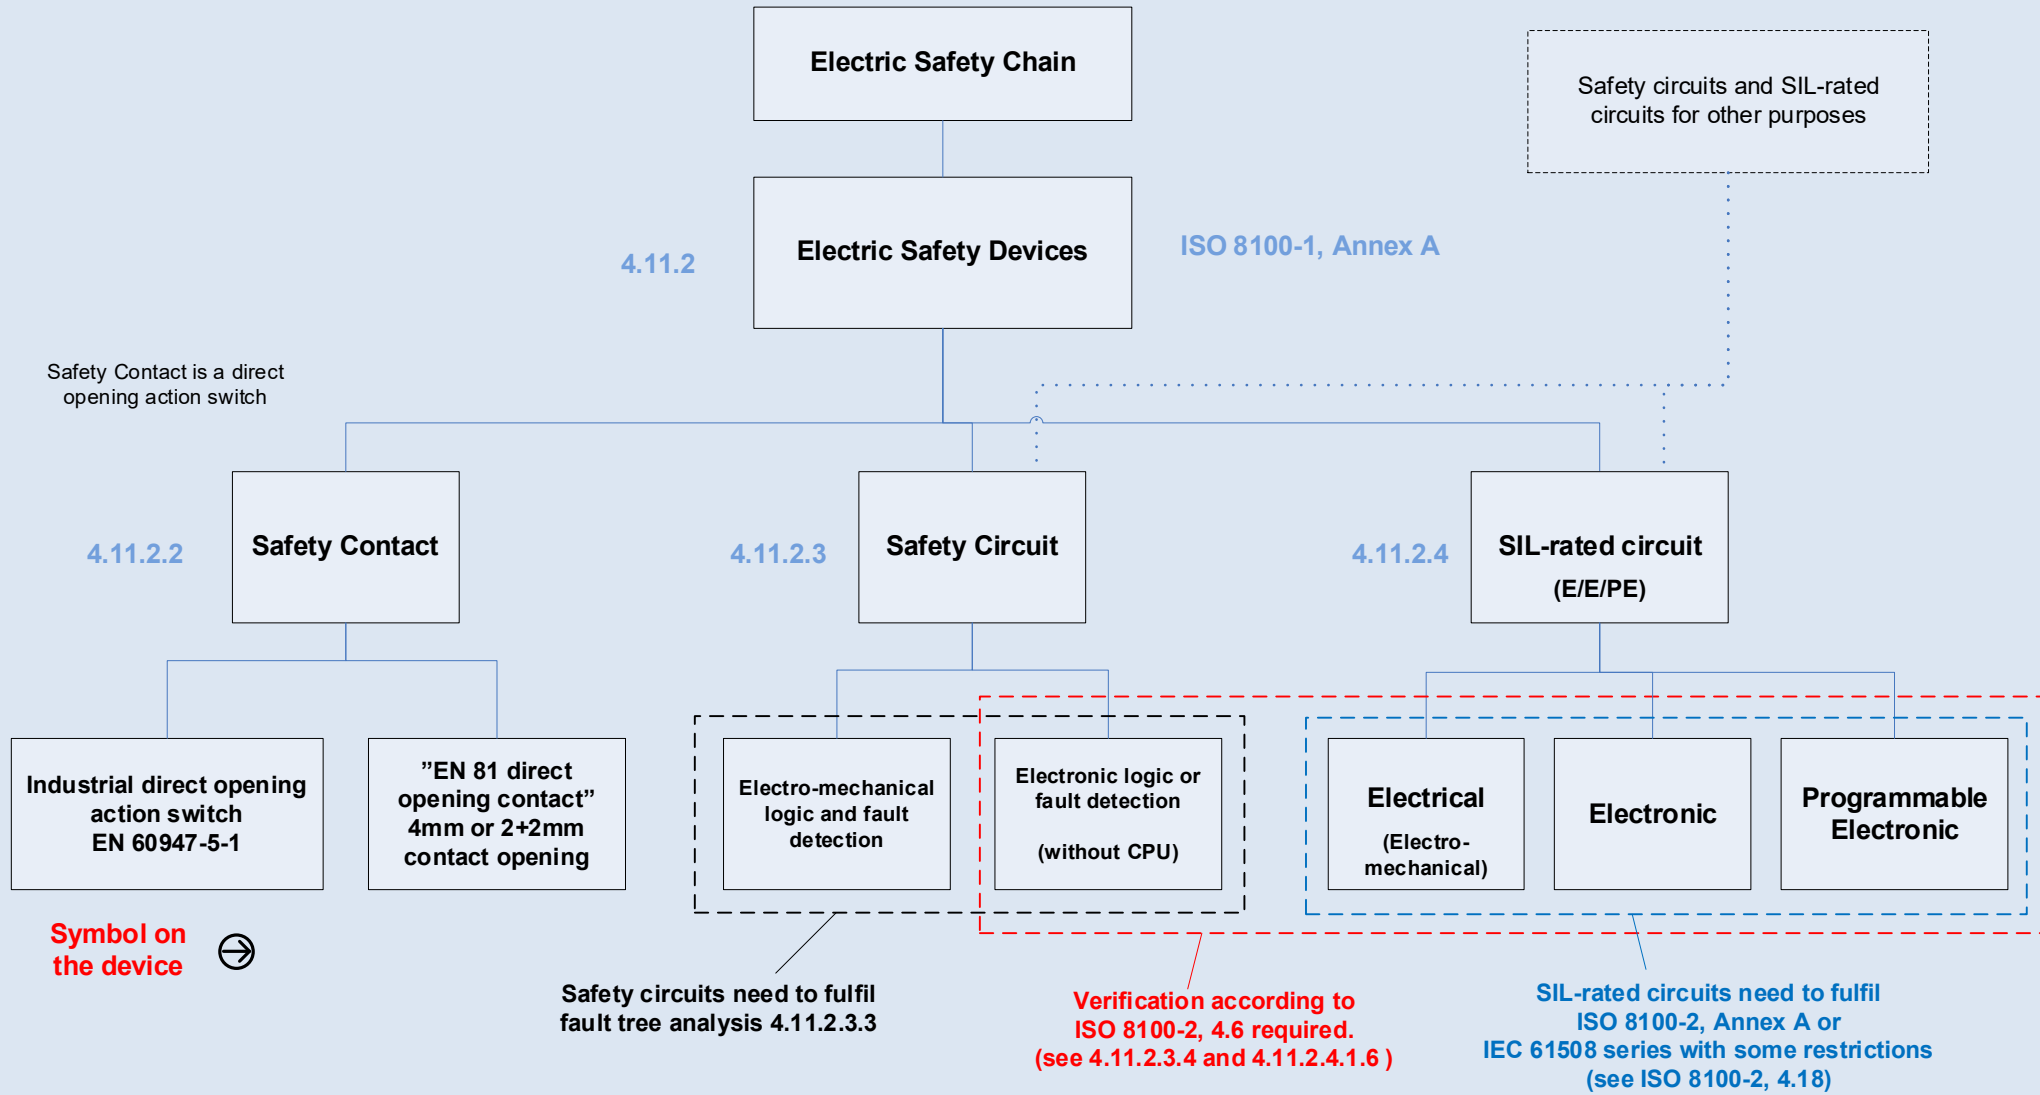 Electric Safety Chain
Safety circuits and SIL-rated
circuits for other purposes
Electric Safety Devices
4.11.2
ISO 8100-1, Annex A
Safety Contact is a direct
opening action switch
4.11.2.2
Safety Contact
4.11.2.3
Safety Circuit
4.11.2.4
SIL-rated circuit
(E/E/PE)
Industrial direct opening
action switch
EN 60947-5-1
”EN 81 direct
opening contact”
4mm or 2+2mm
contact opening
Electro-mechanical
logic and fault
detection
Electronic logic or
fault detection
(without CPU)
Electrical
(Electro-
mechanical)
Electronic
Programmable
Electronic
Symbol on
the device
Safety circuits need to fulfil
fault tree analysis 4.11.2.3.3
Verification according to
ISO 8100-2, 4.6 required.
(see 4.11.2.3.4 and 4.11.2.4.1.6 )
SIL-rated circuits need to fulfil
ISO 8100-2, Annex A or
IEC 61508 series with some restrictions
(see ISO 8100-2, 4.18)